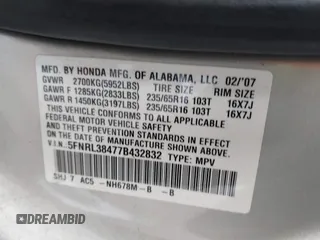 MFD. BY HONDA MFG. OF ALABAMA, LLC 02/'07
GVWR 2700KG(5952LBS) TIRE SIZE RIM SIZE
GAWR F 1285KG(2833LBS) 235/65R16 103T 16X7J
GAWR R 1450KG(3197LBS) 235/65R16 103T 16X7J
THIS VEHICLE CONFORMS TO ALL APPLICABLE
FEDERAL MOTOR VEHICLE SAFETY AND
THEFT PREVENTION STANDARDS IN EFFECT
ON THE DATE OF MANUFACTURE SHOWN ABOVE.
V.I.N.:5FNRL38477B432832 TYPE: MPV
SHJ 7 AC5 -NH678M-B -B
DREAMBID
DREAMBID.COM